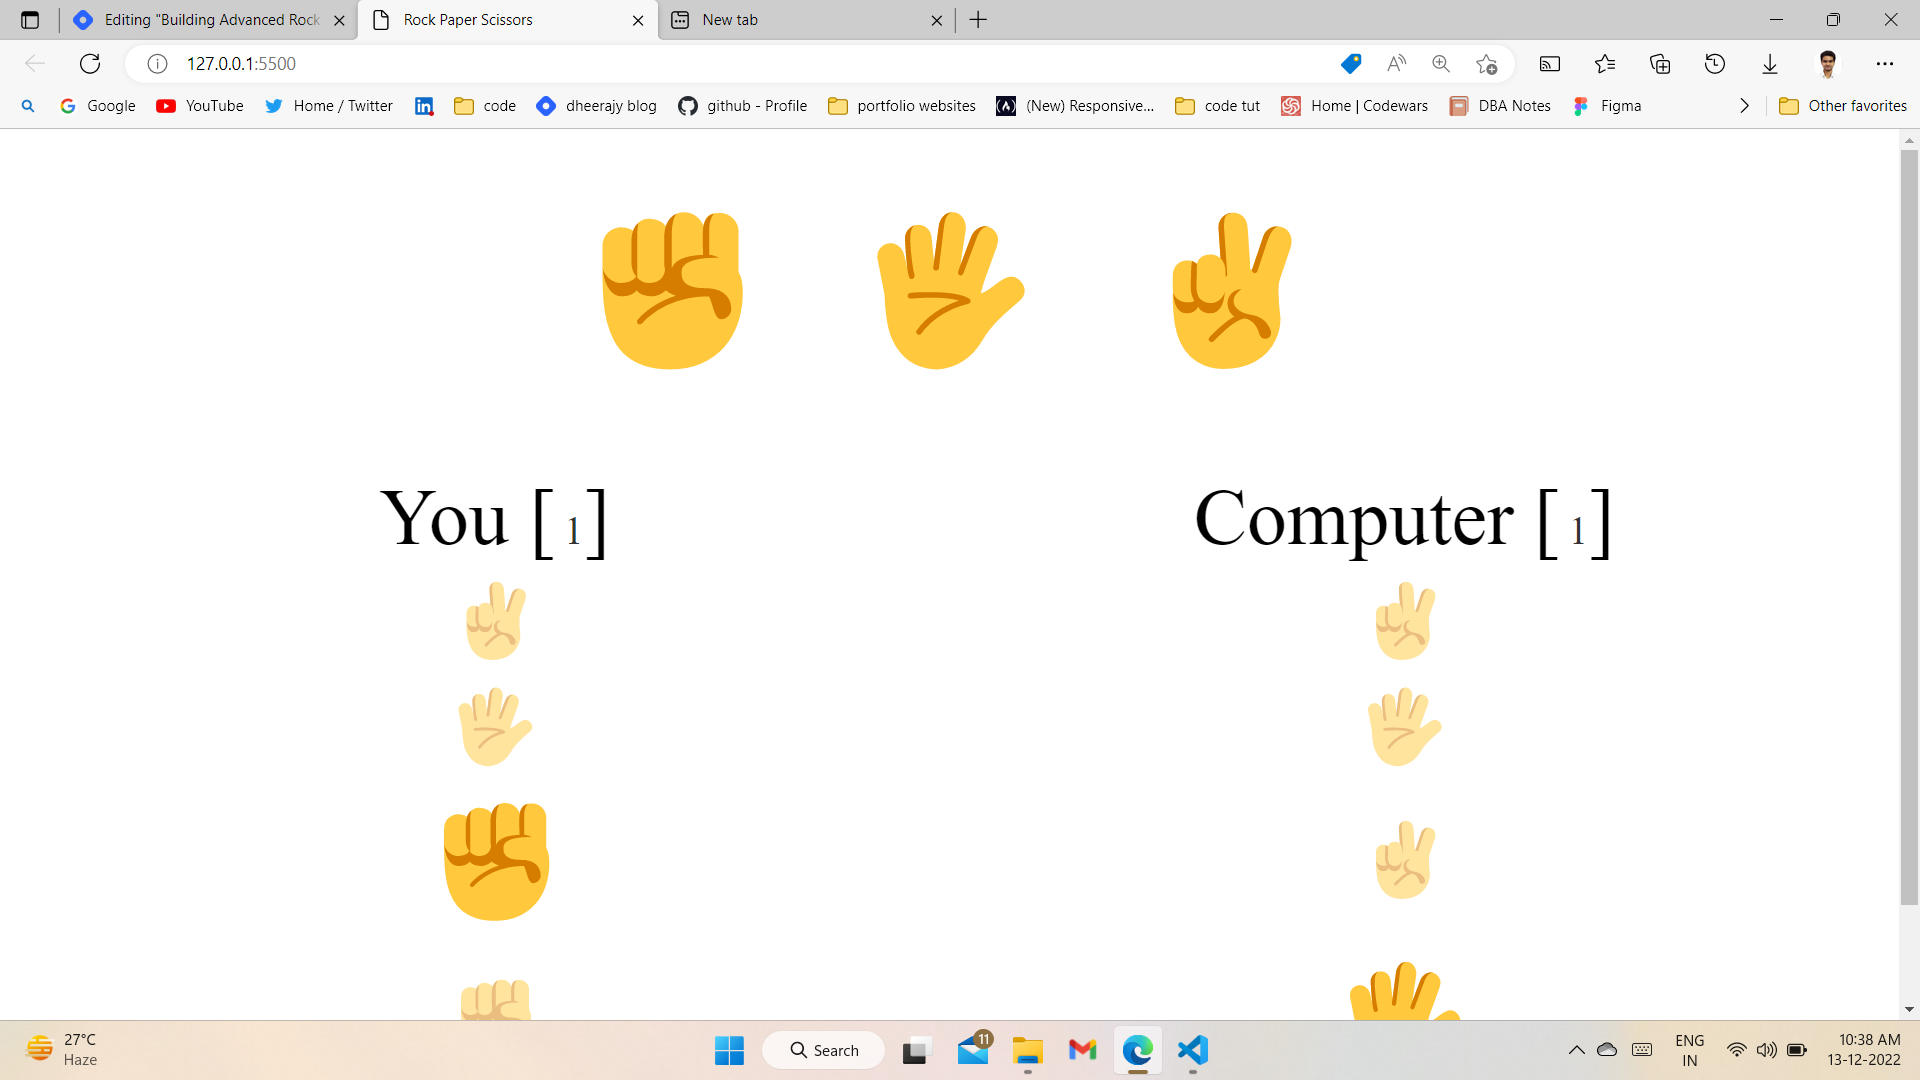 Editing "Building Advanced Rock
Rock Paper Scissors
New tab
127.0.0.1:5500
Google
YouTube
Home / Twitter
code
dheerajy blog
github - Profile
portfolio websites
(New) Responsive...
code tut
Home | Codewars
DBA Notes
Figma
Other favorites
You [ 1 ]
Computer [ 1 ]
27°C
Haze
Search
11
ENG
IN
10:38 AM
13-12-2022